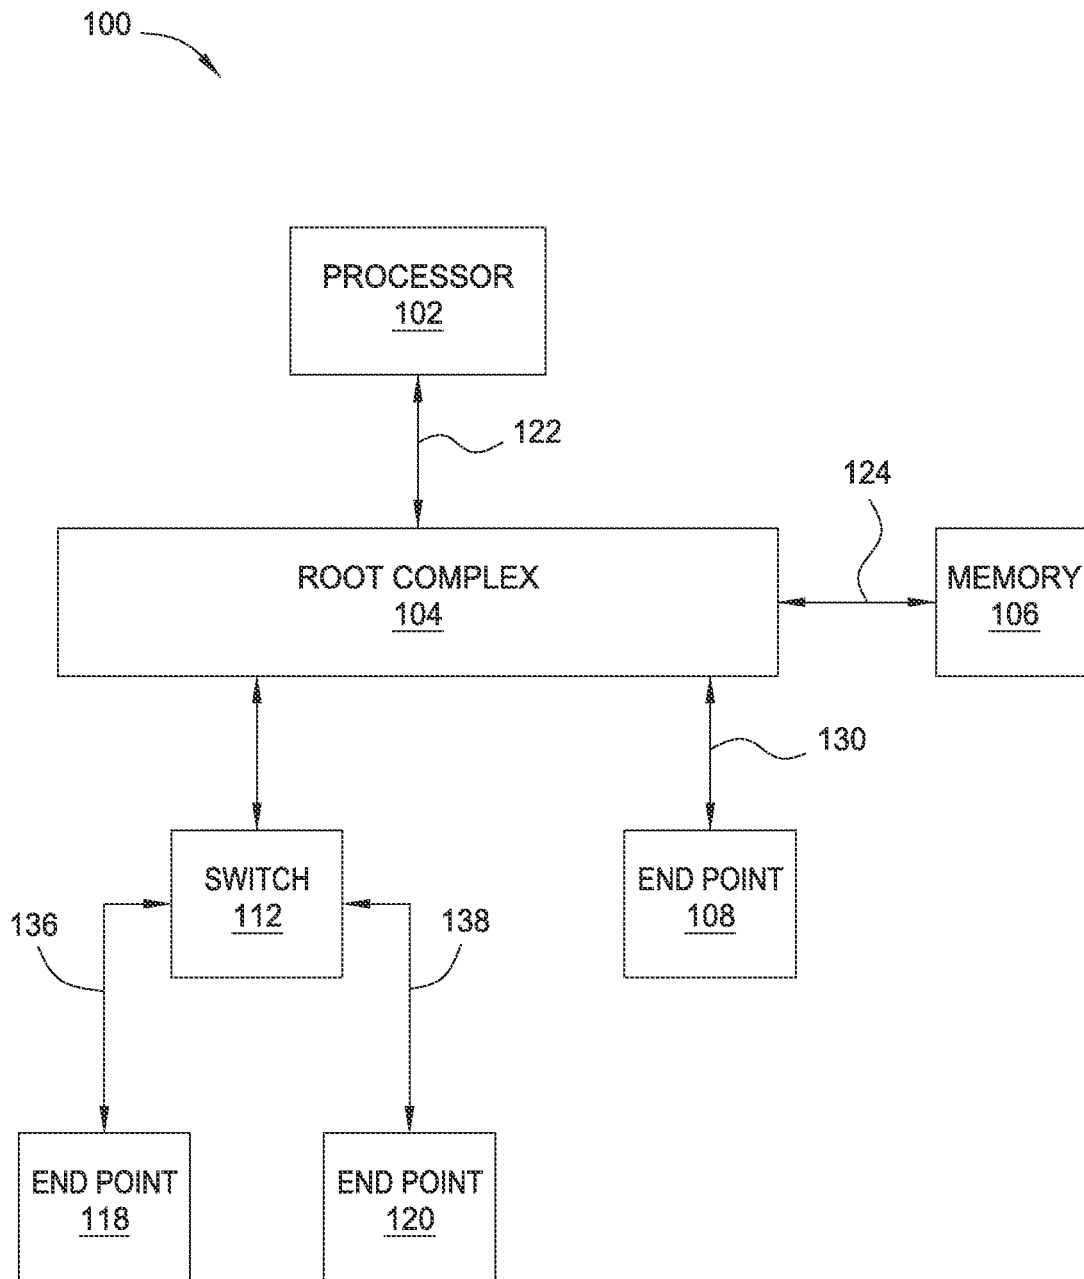 100
PROCESSOR
102
122
124
ROOT COMPLEX
104
MEMORY
106
130
SWITCH
112
END POINT
108
136
138
END POINT
118
END POINT
120